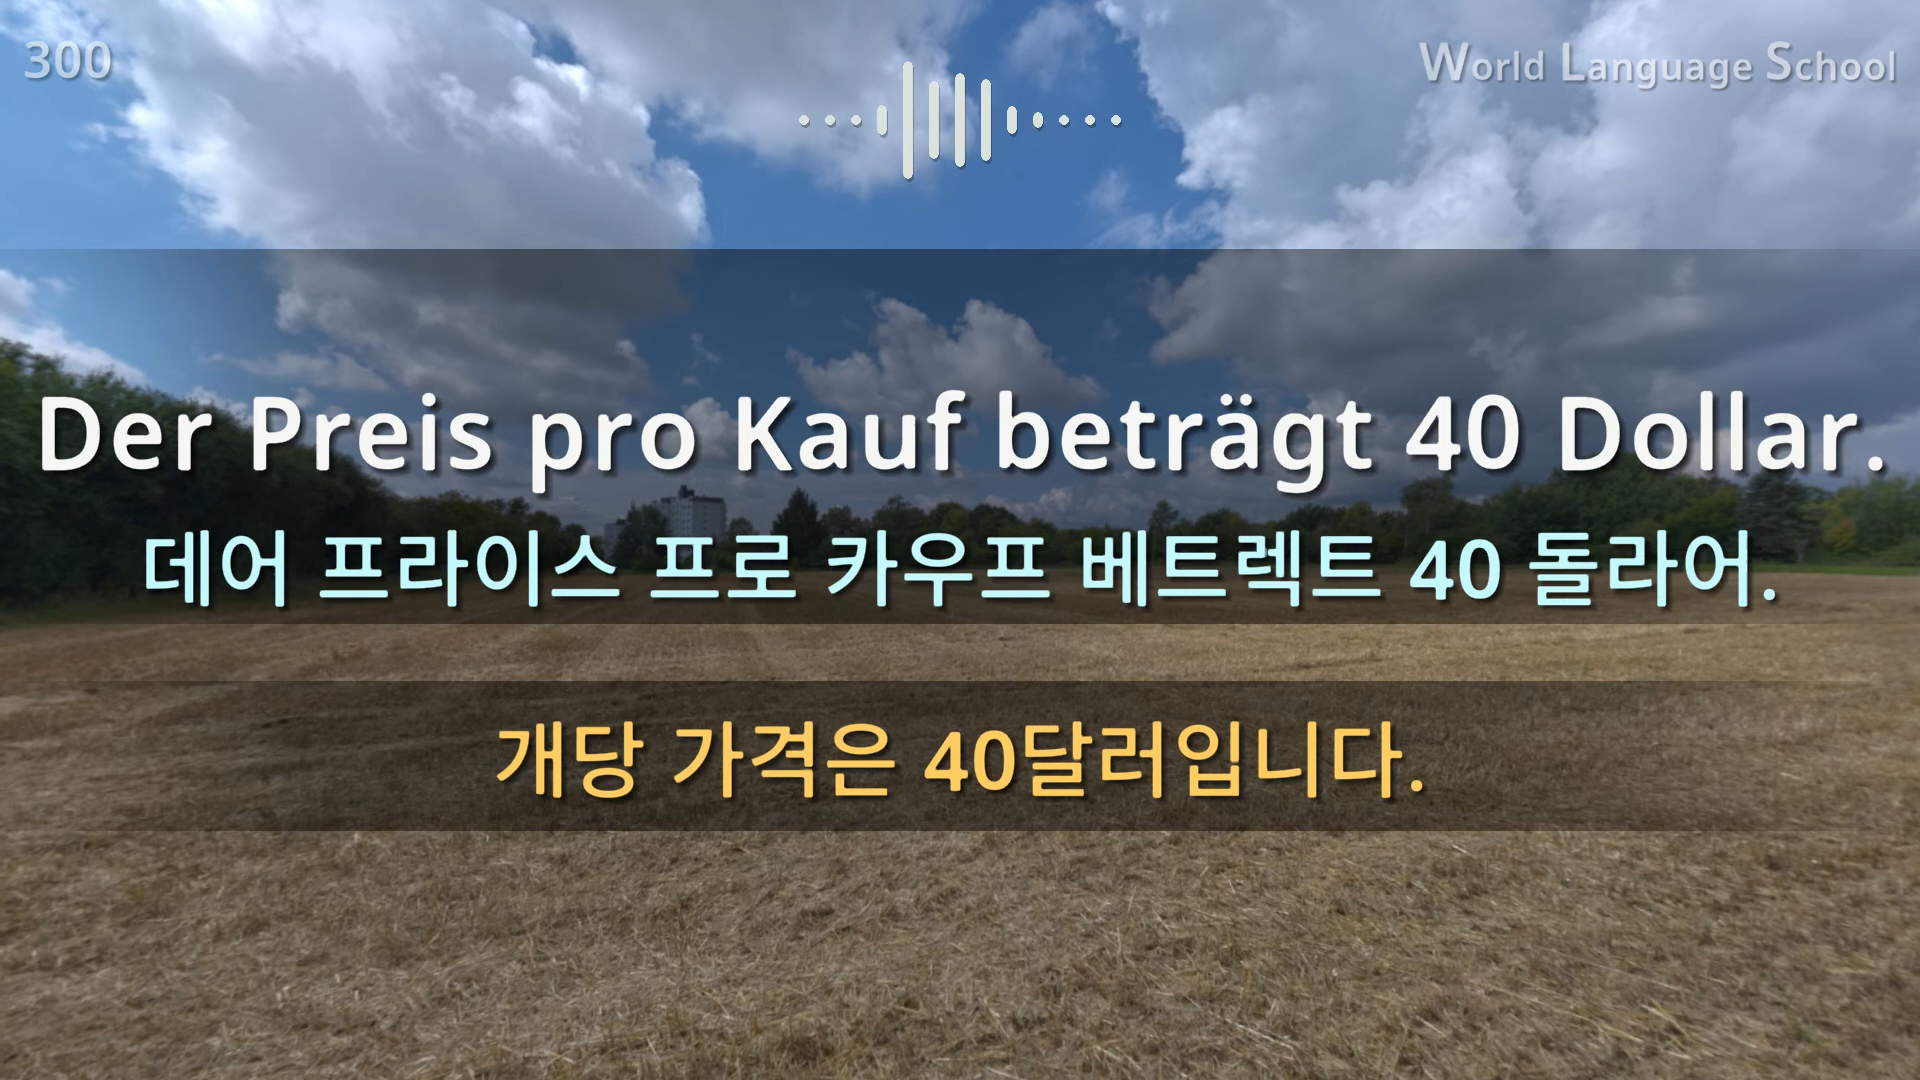 300
World Language School
Der Preis pro Kauf beträgt 40 Dollar.
데어 프라이스 프로 카우프 베트렉트 40 돌라어.
개당 가격은 40달러입니다.